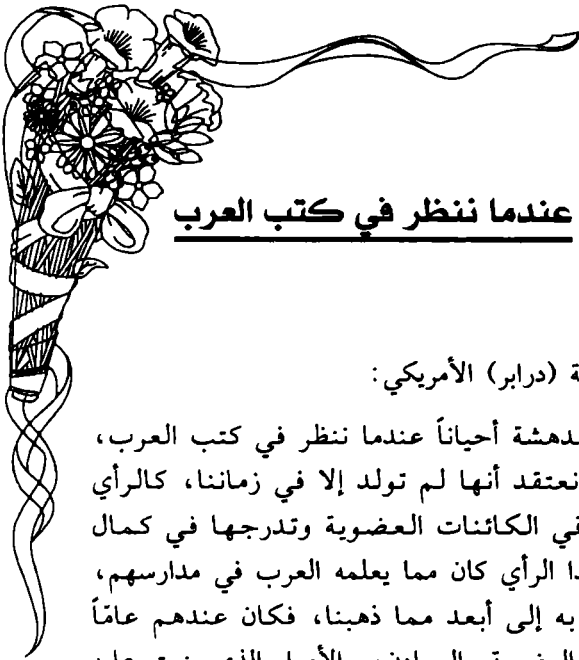 عندما ننظر في كتب العرب
(درابر) الأمريكي:
أحياناً عندما ننظر في كتب العرب،
نعتقد أنها لم تولد إلا في زماننا، كالرأي
في الكائنات العضوية وتدرجها في كمال
الرأي كان مما يعلمه العرب في مدارسهم،
به إلى أبعد مما ذهبنا، فكان عندهم عامّاً